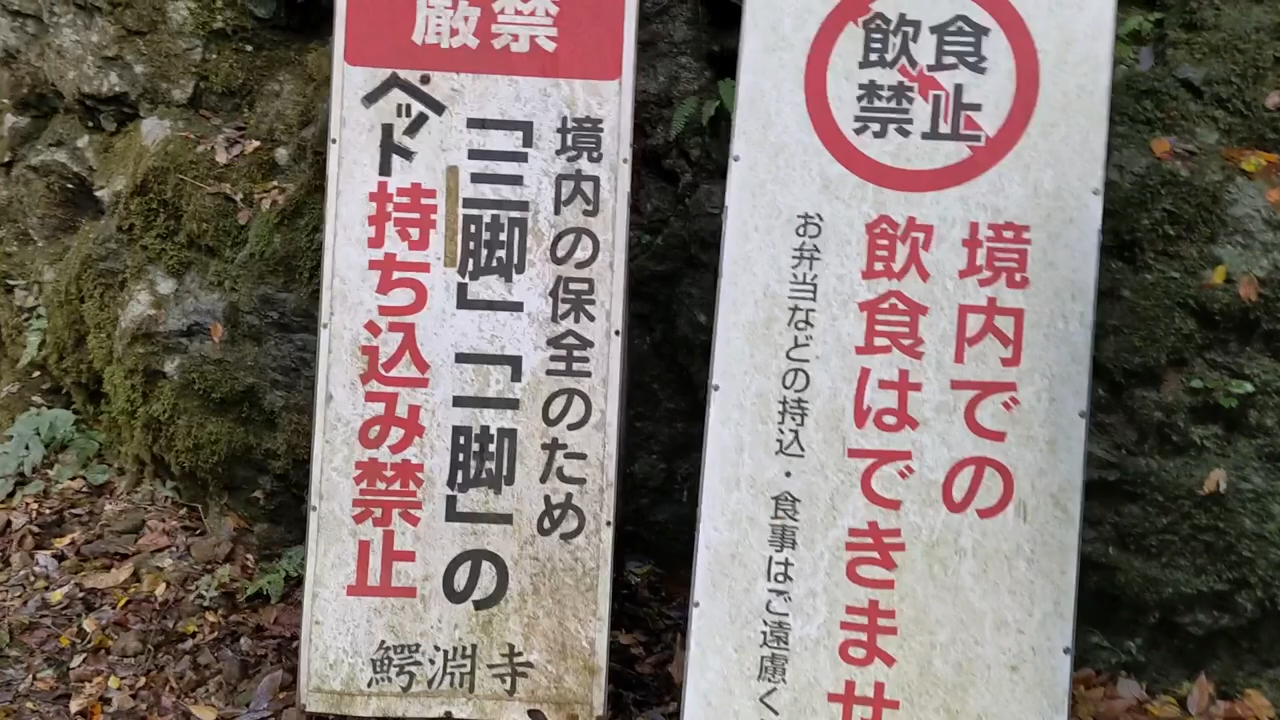 厳禁
境内の保全のため
「三脚」「一脚」の
ペット持ち込み禁止
鰐淵寺
飲食
禁止
境内での
飲食はできませ
お弁当などの持込・食事はご遠慮く